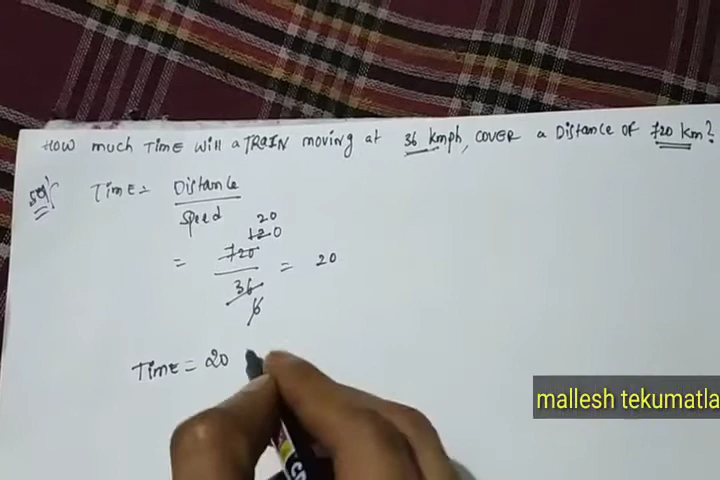 How much Time will a TRAIN moving at 36 kmph, cover a Distance of 720 km?
Sol: Time = Distance
Speed
20
120
= 720 = 20
36
6
Time = 20
mallesh tekumatla